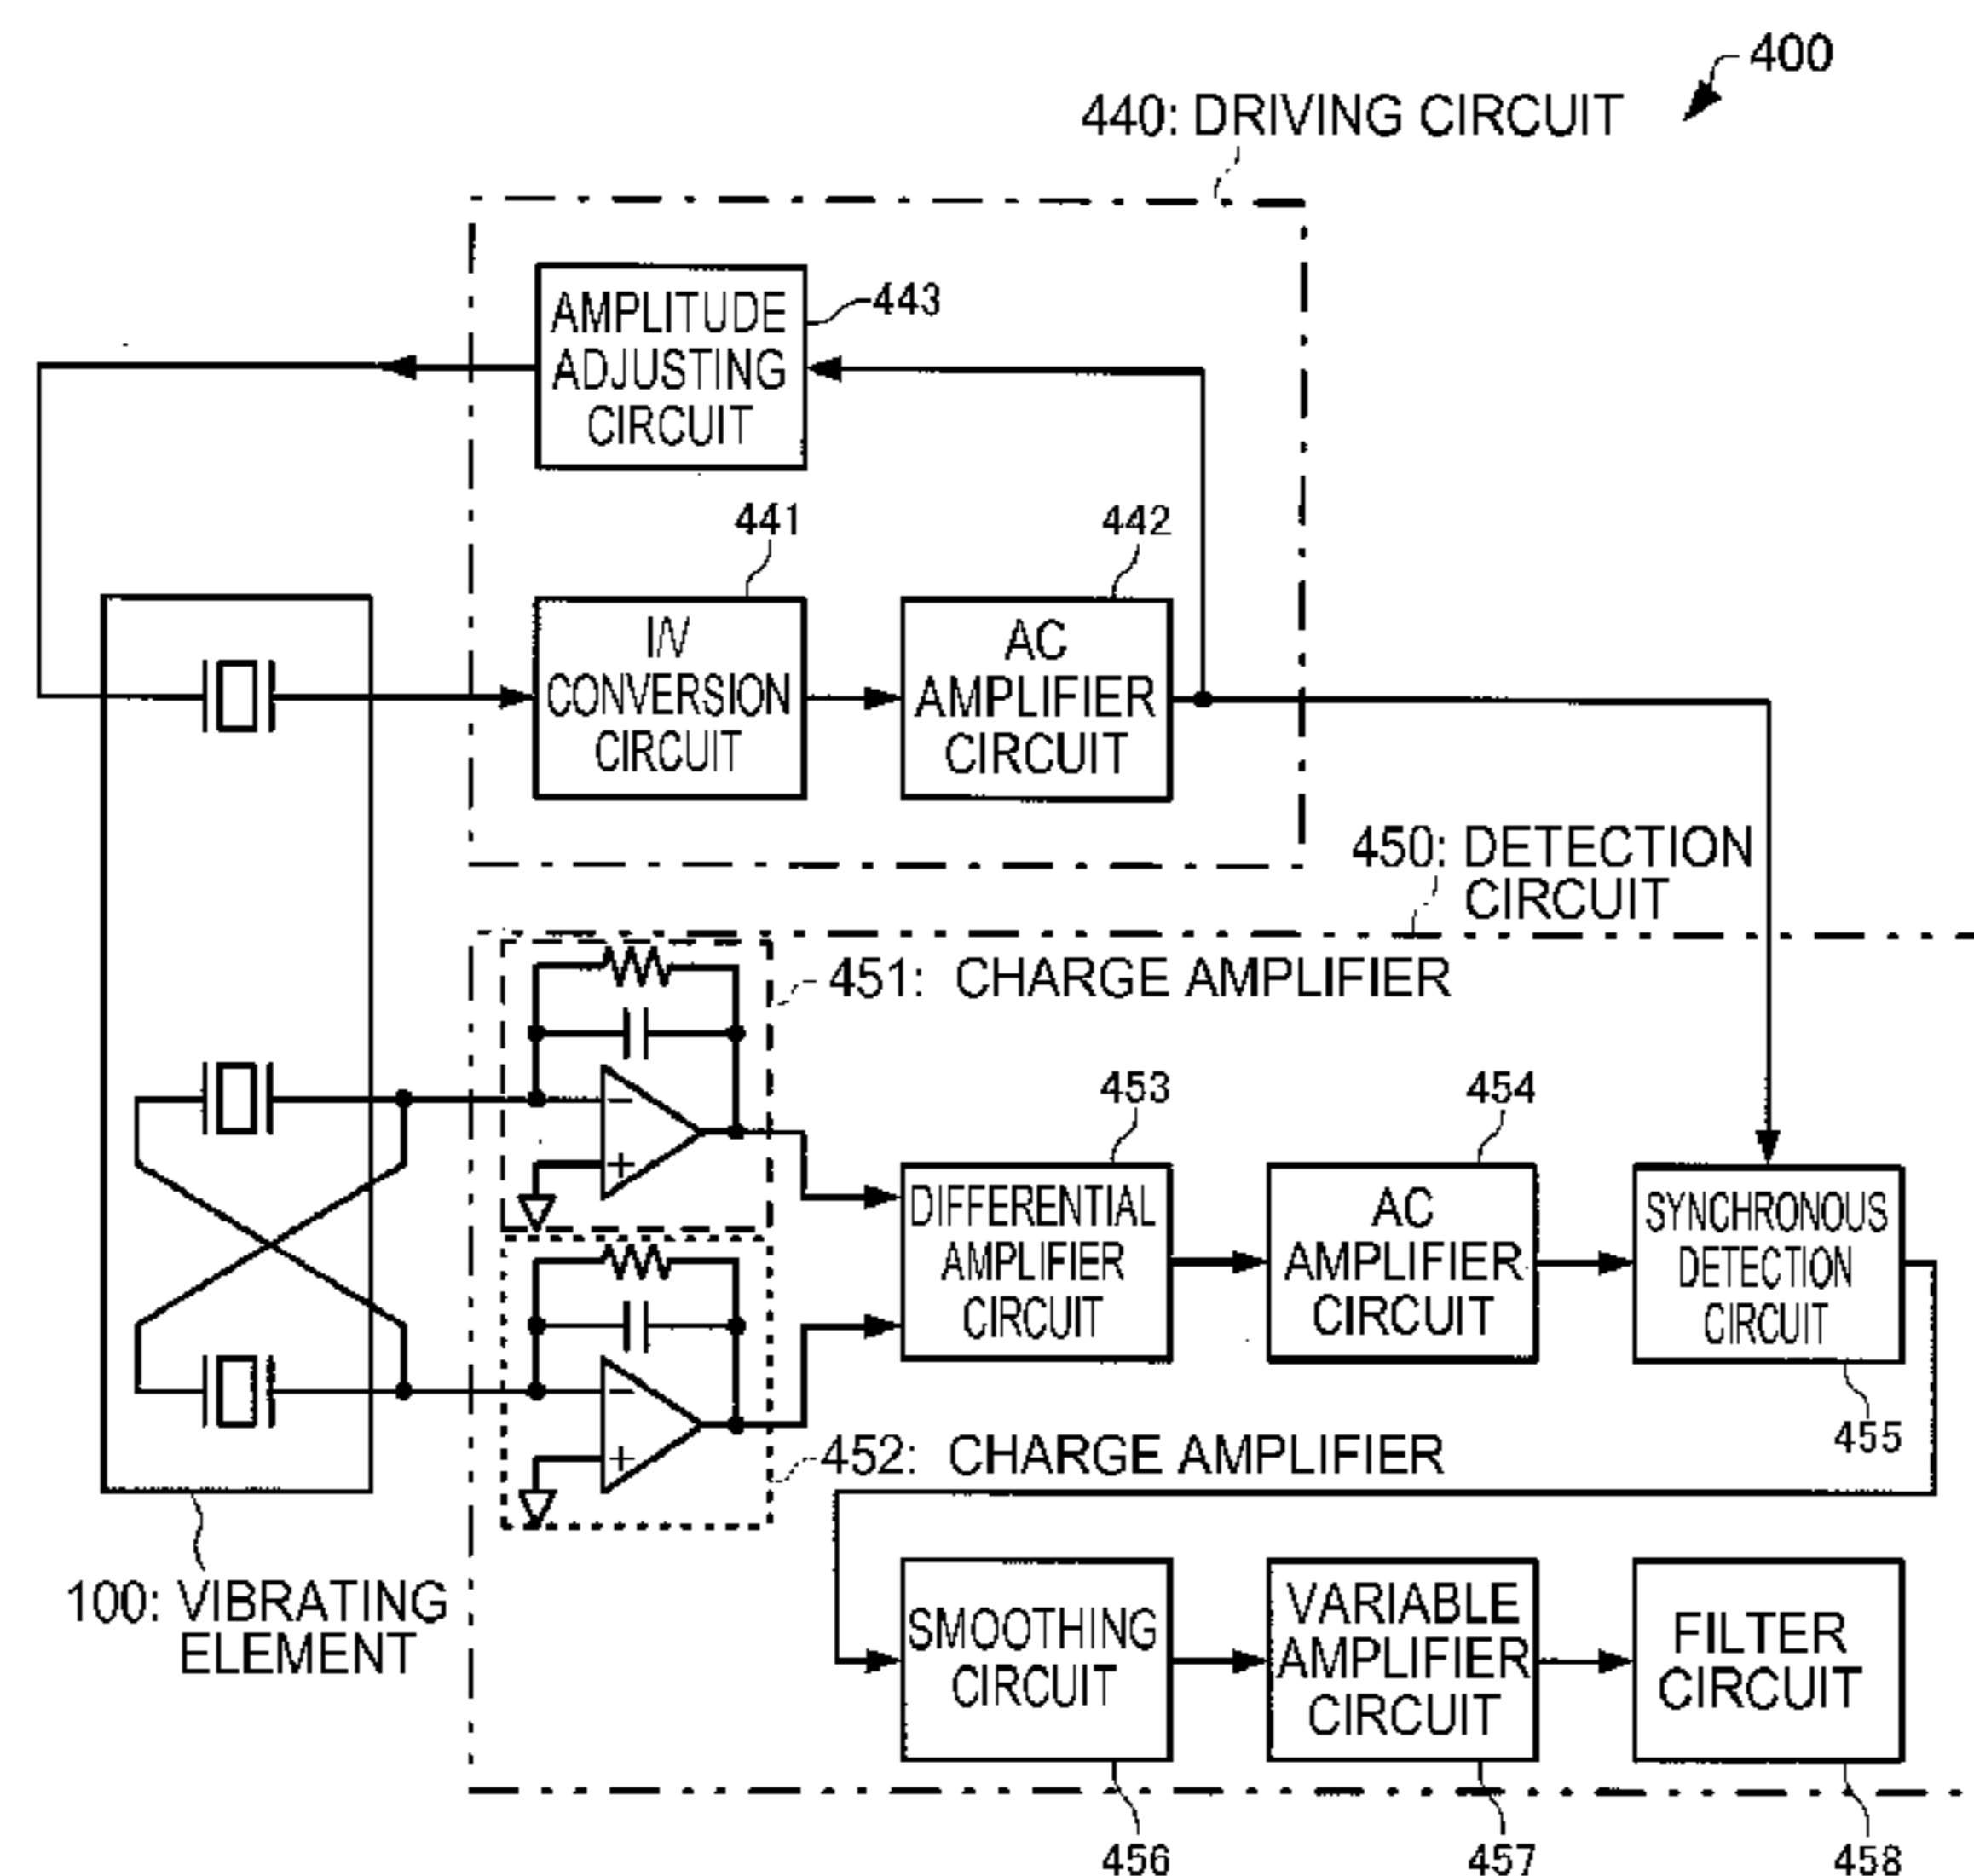 400
440: DRIVING CIRCUIT
AMPLITUDE
ADJUSTING
CIRCUIT
443
441
442
I/V
CONVERSION
CIRCUIT
AC
AMPLIFIER
CIRCUIT
450: DETECTION
CIRCUIT
451: CHARGE AMPLIFIER
−
+
453
454
DIFFERENTIAL
AMPLIFIER
CIRCUIT
AC
AMPLIFIER
CIRCUIT
SYNCHRONOUS
DETECTION
CIRCUIT
455
−
+
452: CHARGE AMPLIFIER
100: VIBRATING
ELEMENT
SMOOTHING
CIRCUIT
VARIABLE
AMPLIFIER
CIRCUIT
FILTER
CIRCUIT
456
457
458